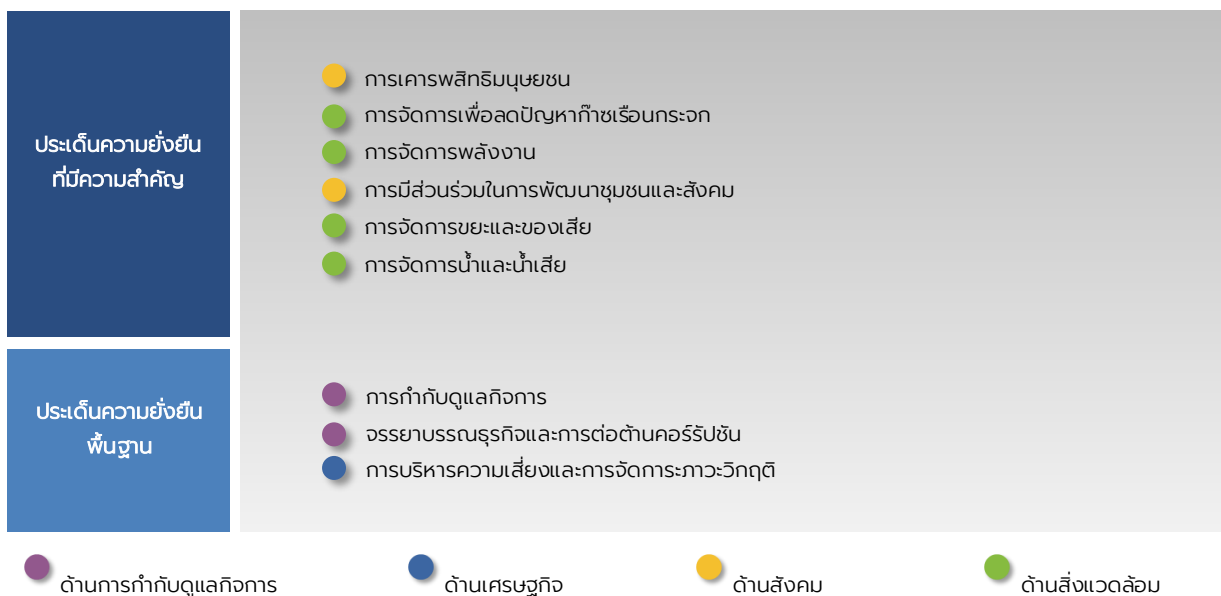 ประเด็นความยั่งยืน
ที่มีความสำคัญ
การเคารพสิทธิมนุษยชน
การจัดการเพื่อลดปัญหาก๊าซเรือนกระจก
การจัดการพลังงาน
การมีส่วนร่วมในการพัฒนาชุมชนและสังคม
การจัดการขยะและของเสีย
การจัดการน้ำและน้ำเสีย
ประเด็นความยั่งยืน
พื้นฐาน
การกำกับดูแลกิจการ
จรรยาบรรณธุรกิจและการต่อต้านคอร์รัปชัน
การบริหารความเสี่ยงและการจัดการะภาวะวิกฤติ
ด้านการกำกับดูแลกิจการ
ด้านเศรษฐกิจ
ด้านสังคม
ด้านสิ่งแวดล้อม